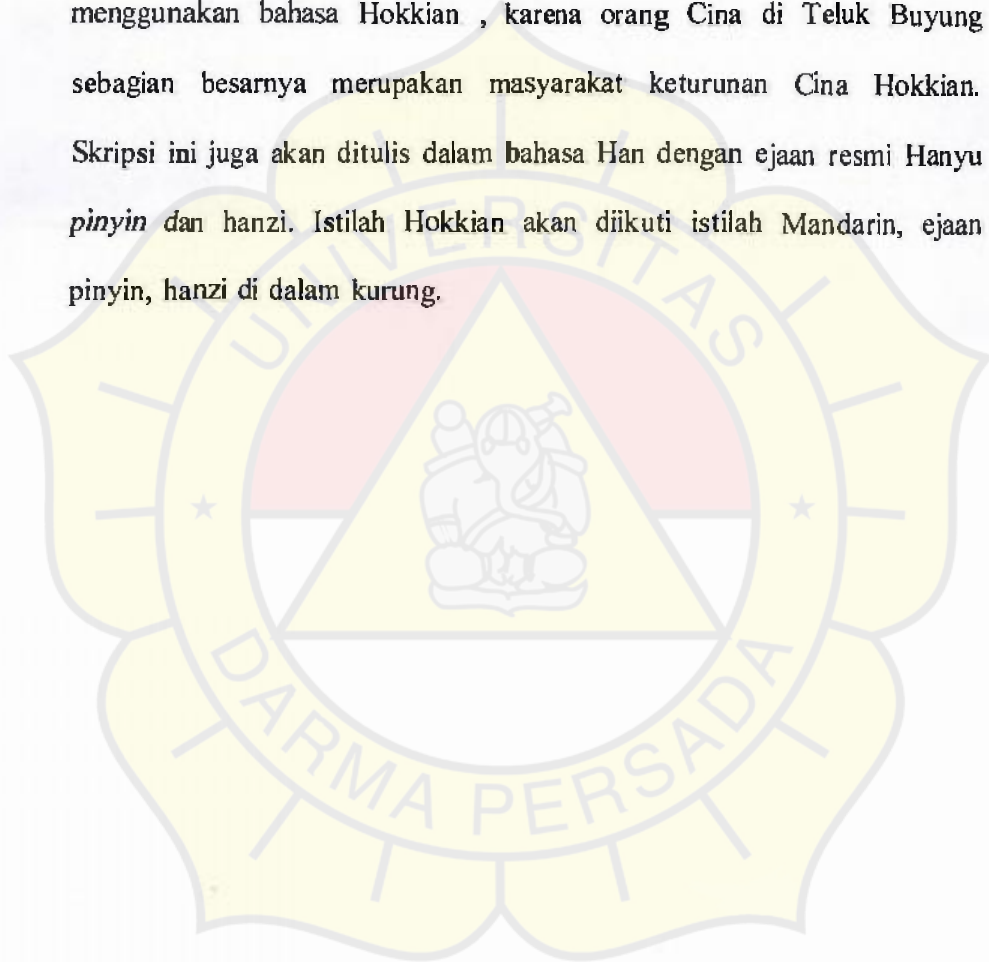 menggunakan bahasa Hokkian , karena orang Cina di Teluk Buyung
sebagian besarnya merupakan masyarakat keturunan Cina Hokkian.
Skripsi ini juga akan ditulis dalam bahasa Han dengan ejaan resmi Hanyu
pinyin dan hanzi. Istilah Hokkian akan diikuti istilah Mandarin, ejaan
pinyin, hanzi di dalam kurung.
UNIVERSITAS
DARMA PERSADA